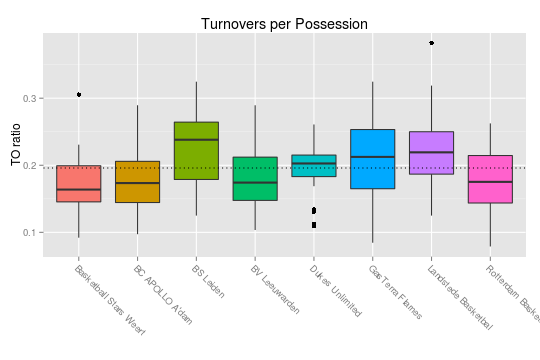 Turnovers per Possession
TO ratio
0.3
0.2
0.1
Basketball Stars Weert
BC APOLLO A'dam
BS Leiden
BV Leeuwarden
Dukes Unlimited
GasTerra Flames
Landstede Basketbal
Rotterdam Basket